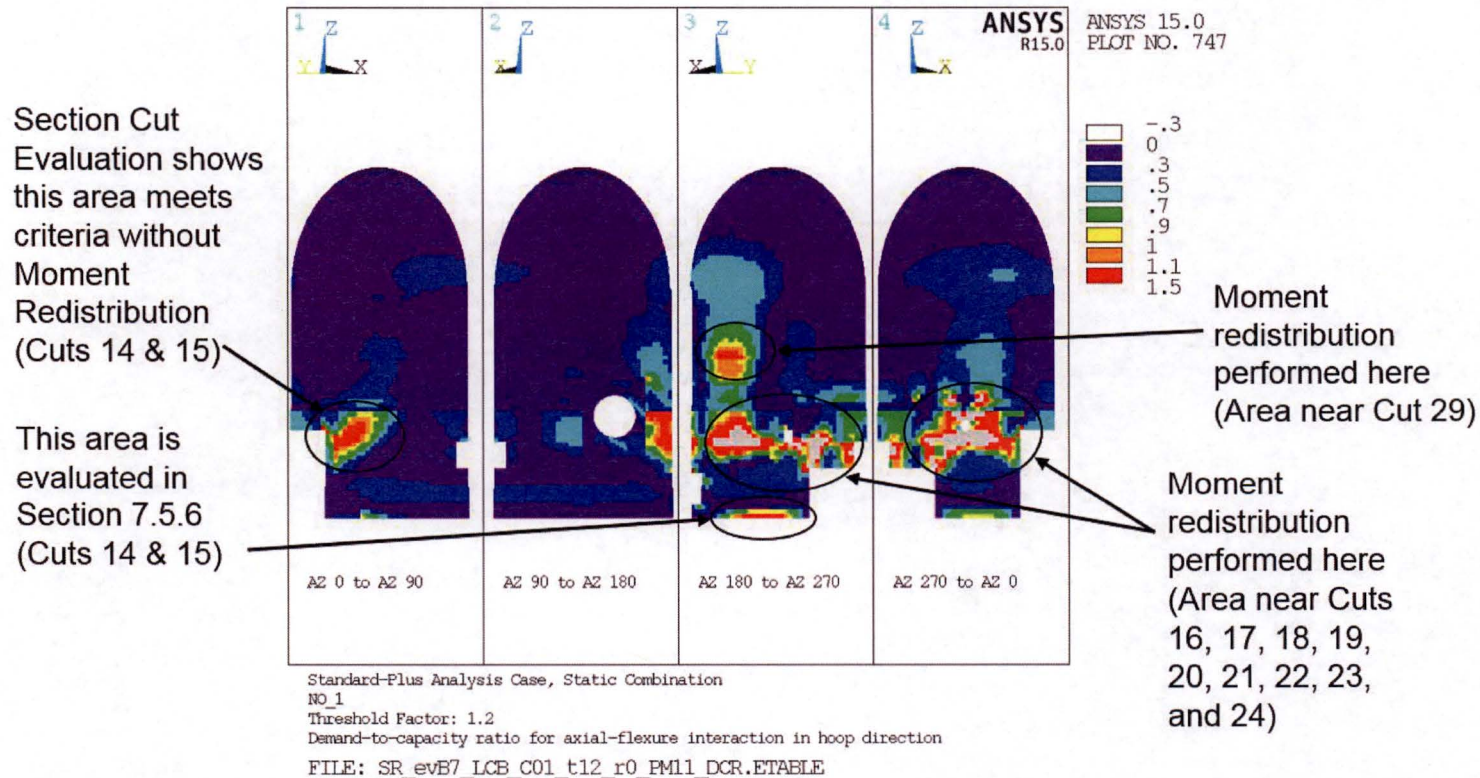 1
Z
Y
X
2
Z
X
3
Z
X
Y
4
Z
X
ANSYS
R15.0
ANSYS 15.0
PLOT NO. 747
-.3
0
.3
.5
.7
.9
1
1.1
1.5
Section Cut
Evaluation shows
this area meets
criteria without
Moment
Redistribution
(Cuts 14 & 15)
This area is
evaluated in
Section 7.5.6
(Cuts 14 & 15)
Moment
redistribution
performed here
(Area near Cut 29)
Moment
redistribution
performed here
(Area near Cuts
16, 17, 18, 19,
20, 21, 22, 23,
and 24)
AZ 0 to AZ 90
AZ 90 to AZ 180
AZ 180 to AZ 270
AZ 270 to AZ 0
Standard-Plus Analysis Case, Static Combination
NO_1
Threshold Factor: 1.2
Demand-to-capacity ratio for axial-flexure interaction in hoop direction
FILE: SR_evB7_LCB_C01_t12_r0_PM11_DCR.ETABLE